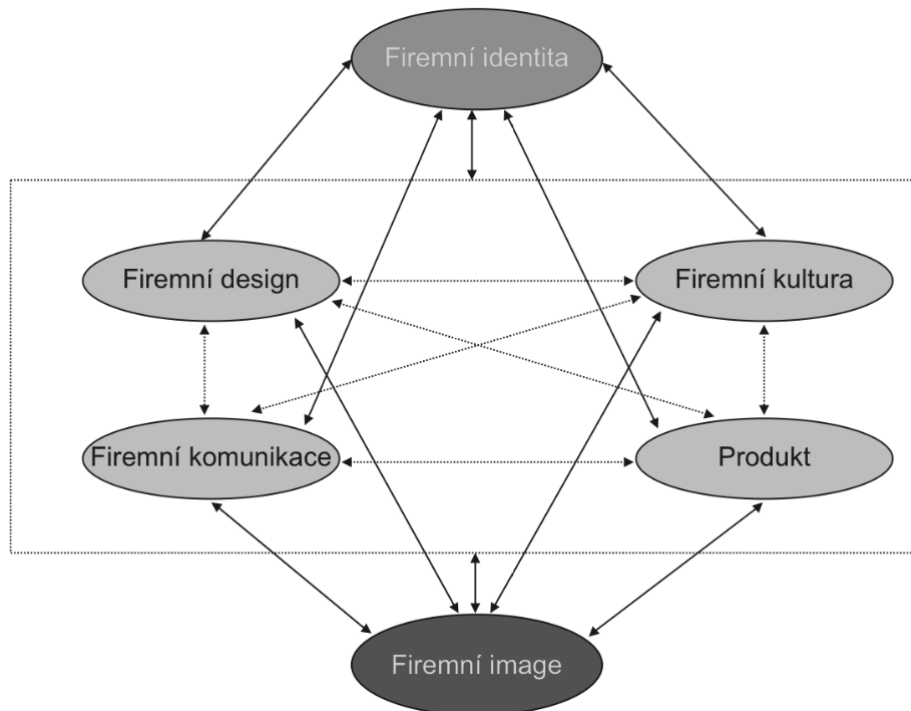 Firemní identita
Firemní design
Firemní kultura
Firemní komunikace
Produkt
Firemní image